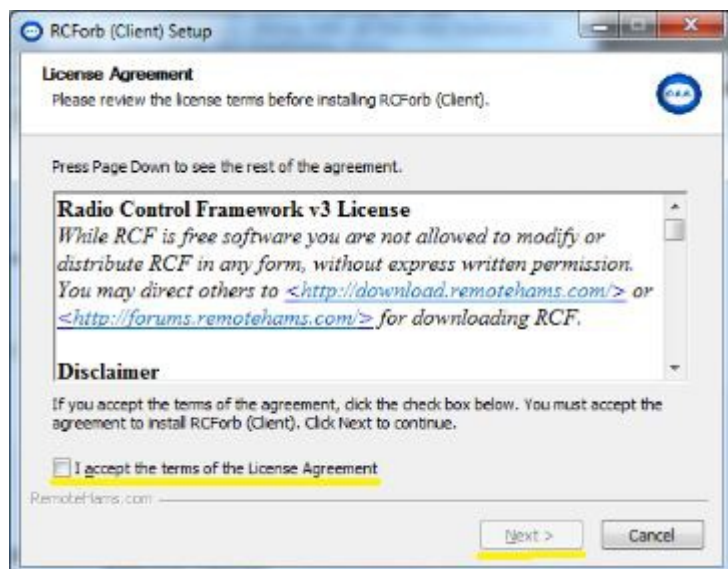 RCForb (Client) Setup
License Agreement
Please review the license terms before installing RCForb (Client).
Press Page Down to see the rest of the agreement.
Radio Control Framework v3 License
While RCF is free software you are not allowed to modify or
distribute RCF in any form, without express written permission.
You may direct others to <http://download.remotehams.com/> or
<http://forums.remotehams.com/> for downloading RCF.
Disclaimer
If you accept the terms of the agreement, click the check box below. You must accept the
agreement to install RCForb (Client). Click Next to continue.
I accept the terms of the License Agreement
RemoteHams.com
Next >
Cancel